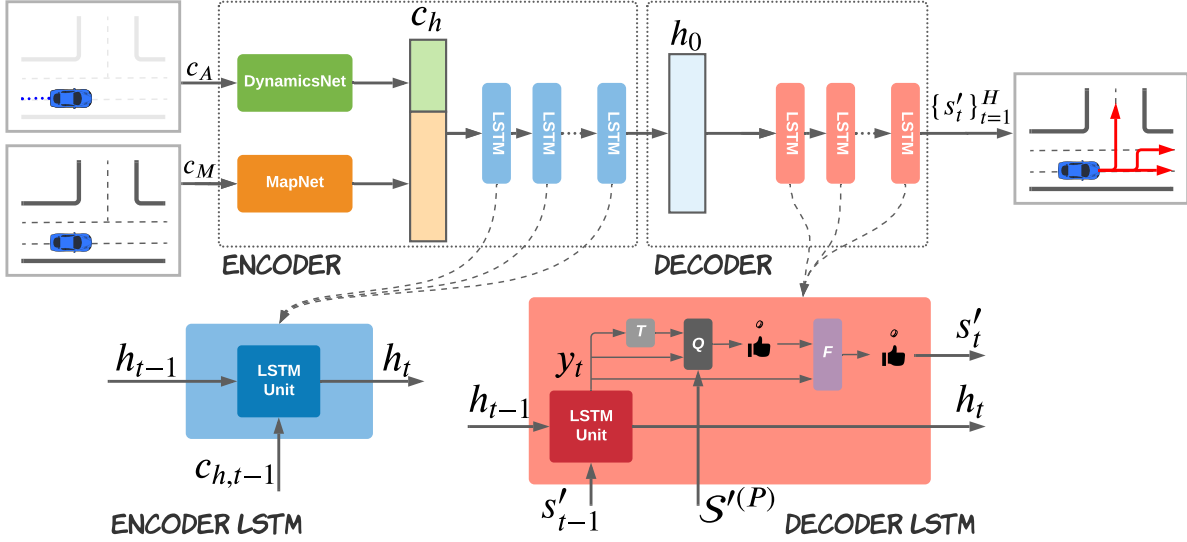 c_A
DynamicsNet
c_M
MapNet
c_h
LSTM
LSTM
LSTM
ENCODER
h_0
LSTM
LSTM
LSTM
DECODER
{s′_t}^H_{t=1}
h_{t−1}
LSTM
Unit
h_t
c_{h,t−1}
ENCODER LSTM
T
Q
F
s′_t
y_t
h_{t−1}
LSTM
Unit
h_t
s′_{t−1}
𝒮′^{(P)}
DECODER LSTM